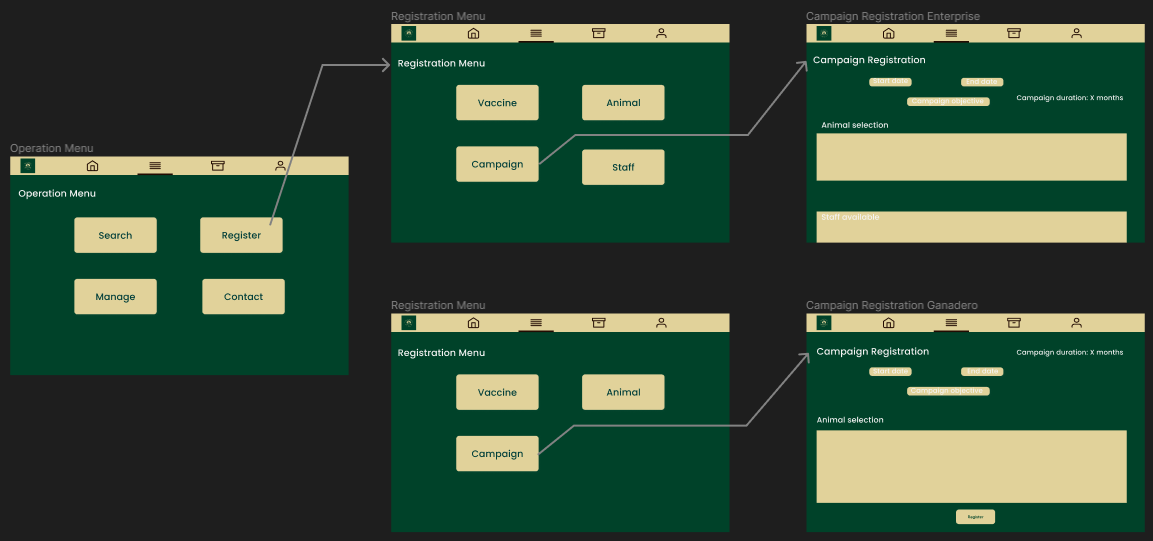 Operation Menu
Operation Menu
Search
Register
Manage
Contact
Registration Menu
Registration Menu
Vaccine
Animal
Campaign
Staff
Campaign Registration Enterprise
Campaign Registration
Start date
End date
Campaign objective
Campaign duration: X months
Animal selection
Staff available
Registration Menu
Registration Menu
Vaccine
Animal
Campaign
Campaign Registration Ganadero
Campaign Registration
Campaign duration: X months
Start date
End date
Campaign objective
Animal selection
Register